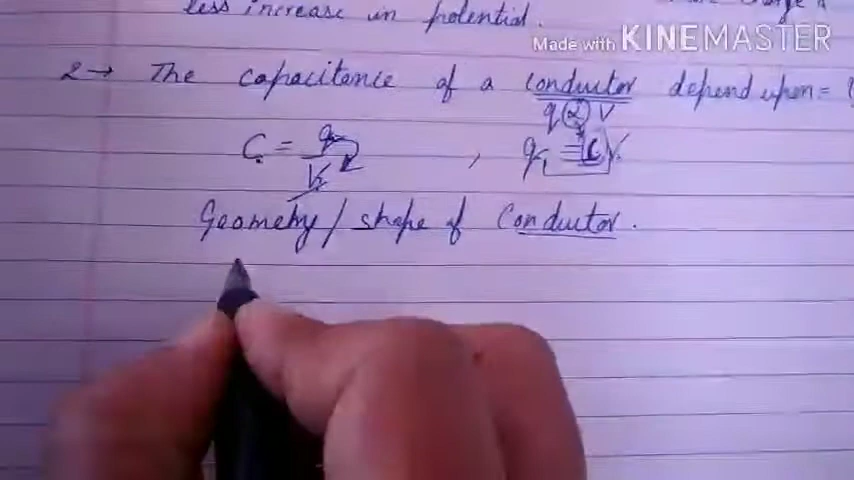 less increase in potential.
Made with KINEMASTER
2→ The capacitance of a conductor depend upon=
q α V
C = q/V , q = CV
Geometry/ shape of Conductor.